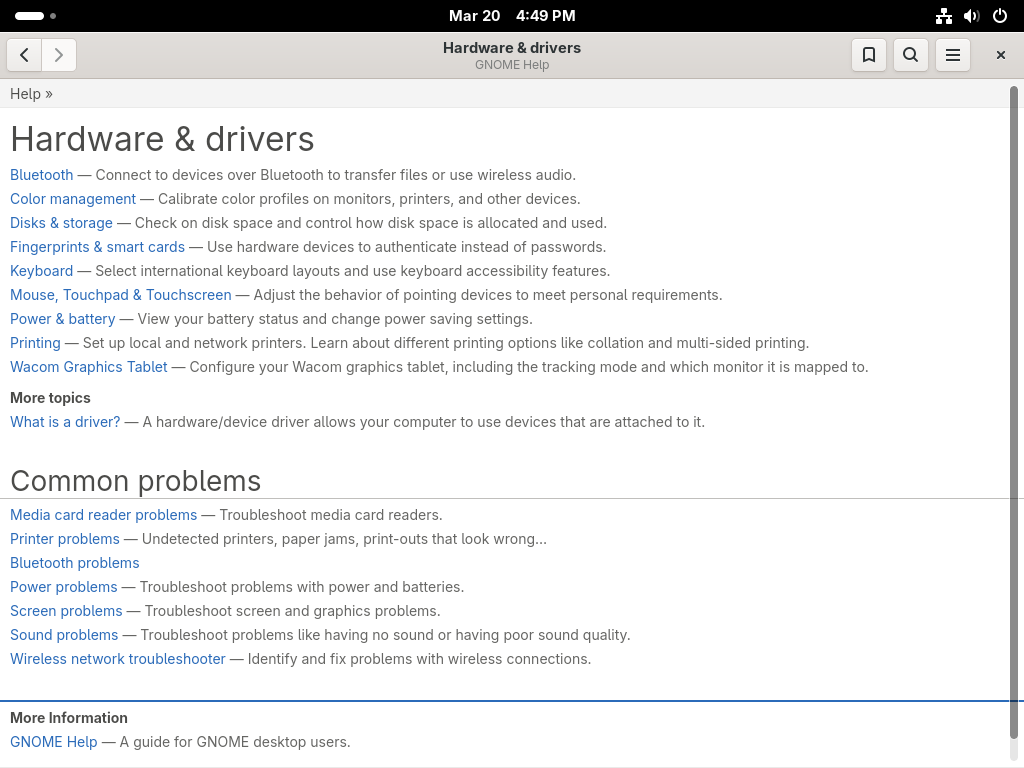 Mar 20 4:49 PM
Hardware & drivers
GNOME Help
Help »
Hardware & drivers
Bluetooth — Connect to devices over Bluetooth to transfer files or use wireless audio.
Color management — Calibrate color profiles on monitors, printers, and other devices.
Disks & storage — Check on disk space and control how disk space is allocated and used.
Fingerprints & smart cards — Use hardware devices to authenticate instead of passwords.
Keyboard — Select international keyboard layouts and use keyboard accessibility features.
Mouse, Touchpad & Touchscreen — Adjust the behavior of pointing devices to meet personal requirements.
Power & battery — View your battery status and change power saving settings.
Printing — Set up local and network printers. Learn about different printing options like collation and multi-sided printing.
Wacom Graphics Tablet — Configure your Wacom graphics tablet, including the tracking mode and which monitor it is mapped to.
More topics
What is a driver? — A hardware/device driver allows your computer to use devices that are attached to it.
Common problems
Media card reader problems — Troubleshoot media card readers.
Printer problems — Undetected printers, paper jams, print-outs that look wrong…
Bluetooth problems
Power problems — Troubleshoot problems with power and batteries.
Screen problems — Troubleshoot screen and graphics problems.
Sound problems — Troubleshoot problems like having no sound or having poor sound quality.
Wireless network troubleshooter — Identify and fix problems with wireless connections.
More Information
GNOME Help — A guide for GNOME desktop users.